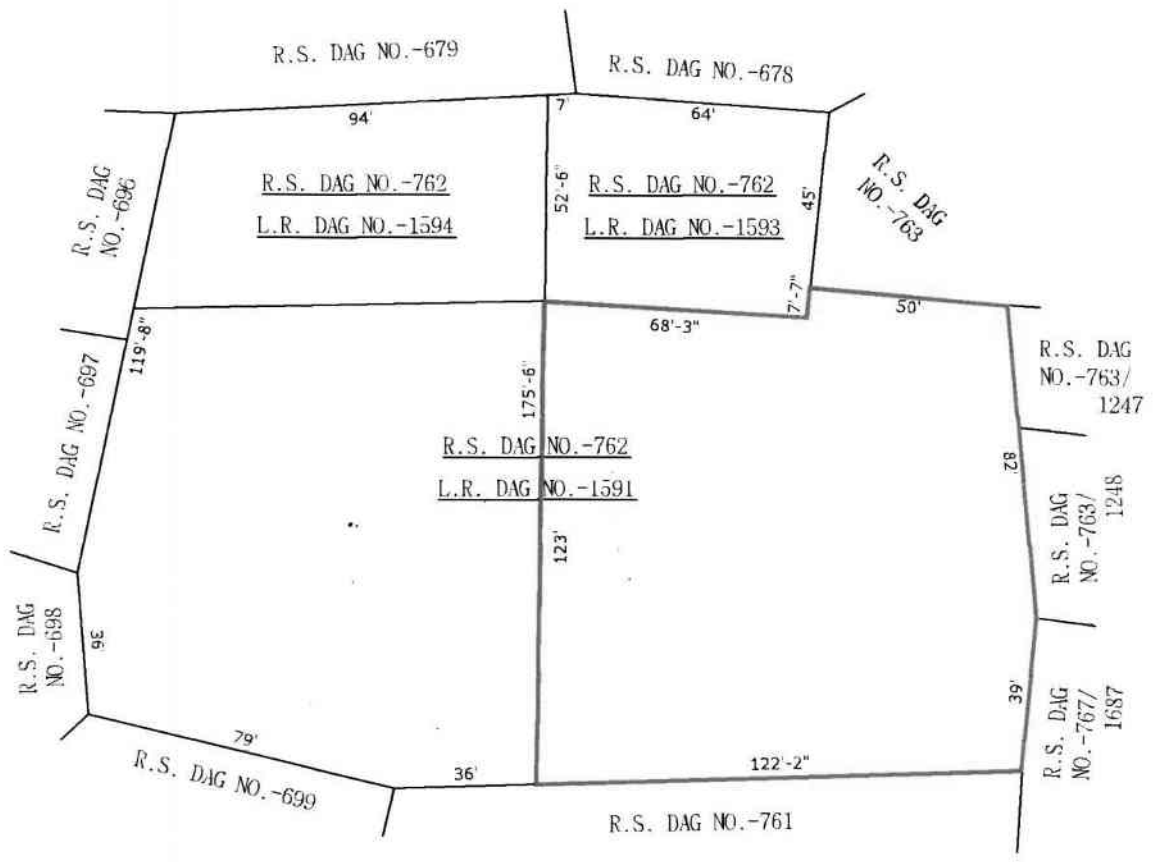 R.S. DAG NO.-679
R.S. DAG NO.-678
94'
7'
64'
R.S. DAG
NO.-696
R.S. DAG NO.-762
L.R. DAG NO.-1594
52'-6"
R.S. DAG NO.-762
L.R. DAG NO.-1593
45'
R.S. DAG
NO.-763
7'-7"
50'
68'-3"
119'-8"
R.S. DAG NO.-697
175'-6"
R.S. DAG
NO.-763/
1247
R.S. DAG NO.-762
L.R. DAG NO.-1591
82'
R.S. DAG
NO.-763/
1248
123'
R.S. DAG
NO.-698
36'
39'
R.S. DAG
NO.-767/
1687
79'
R.S. DAG NO.-699
36'
122'-2"
R.S. DAG NO.-761